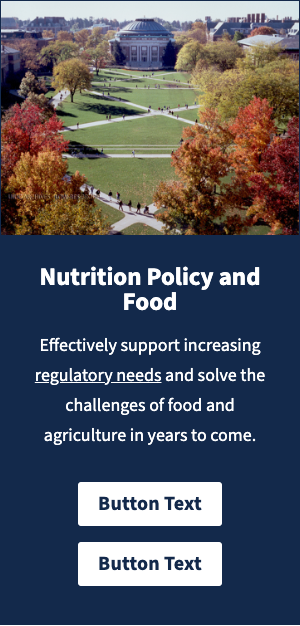 Nutrition Policy and
Food
Effectively support increasing
regulatory needs and solve the
challenges of food and
agriculture in years to come.
Button Text
Button Text